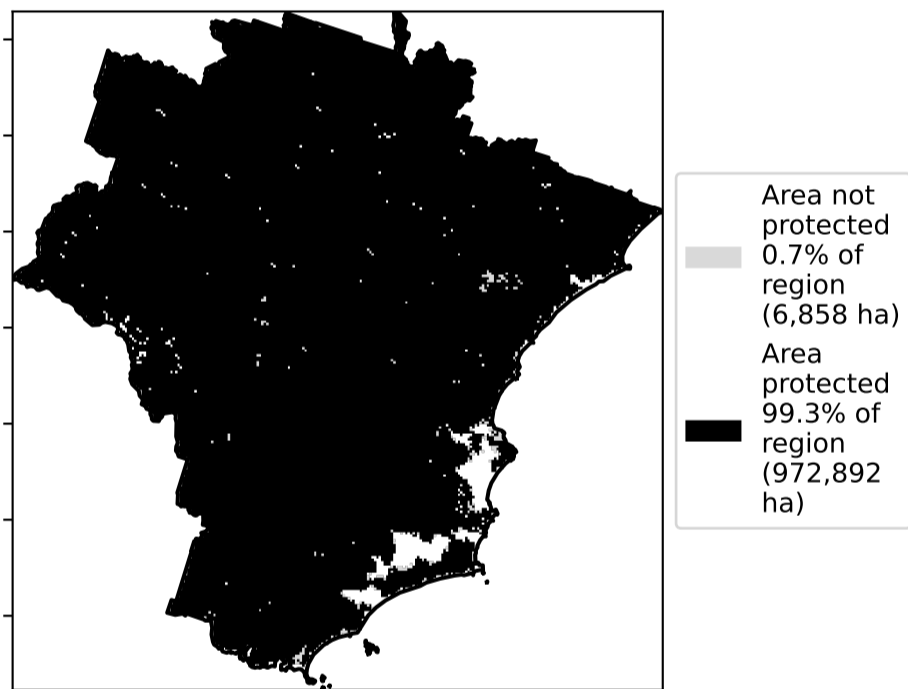 Area not
protected
0.7% of
region
(6,858 ha)
Area
protected
99.3% of
region
(972,892
ha)